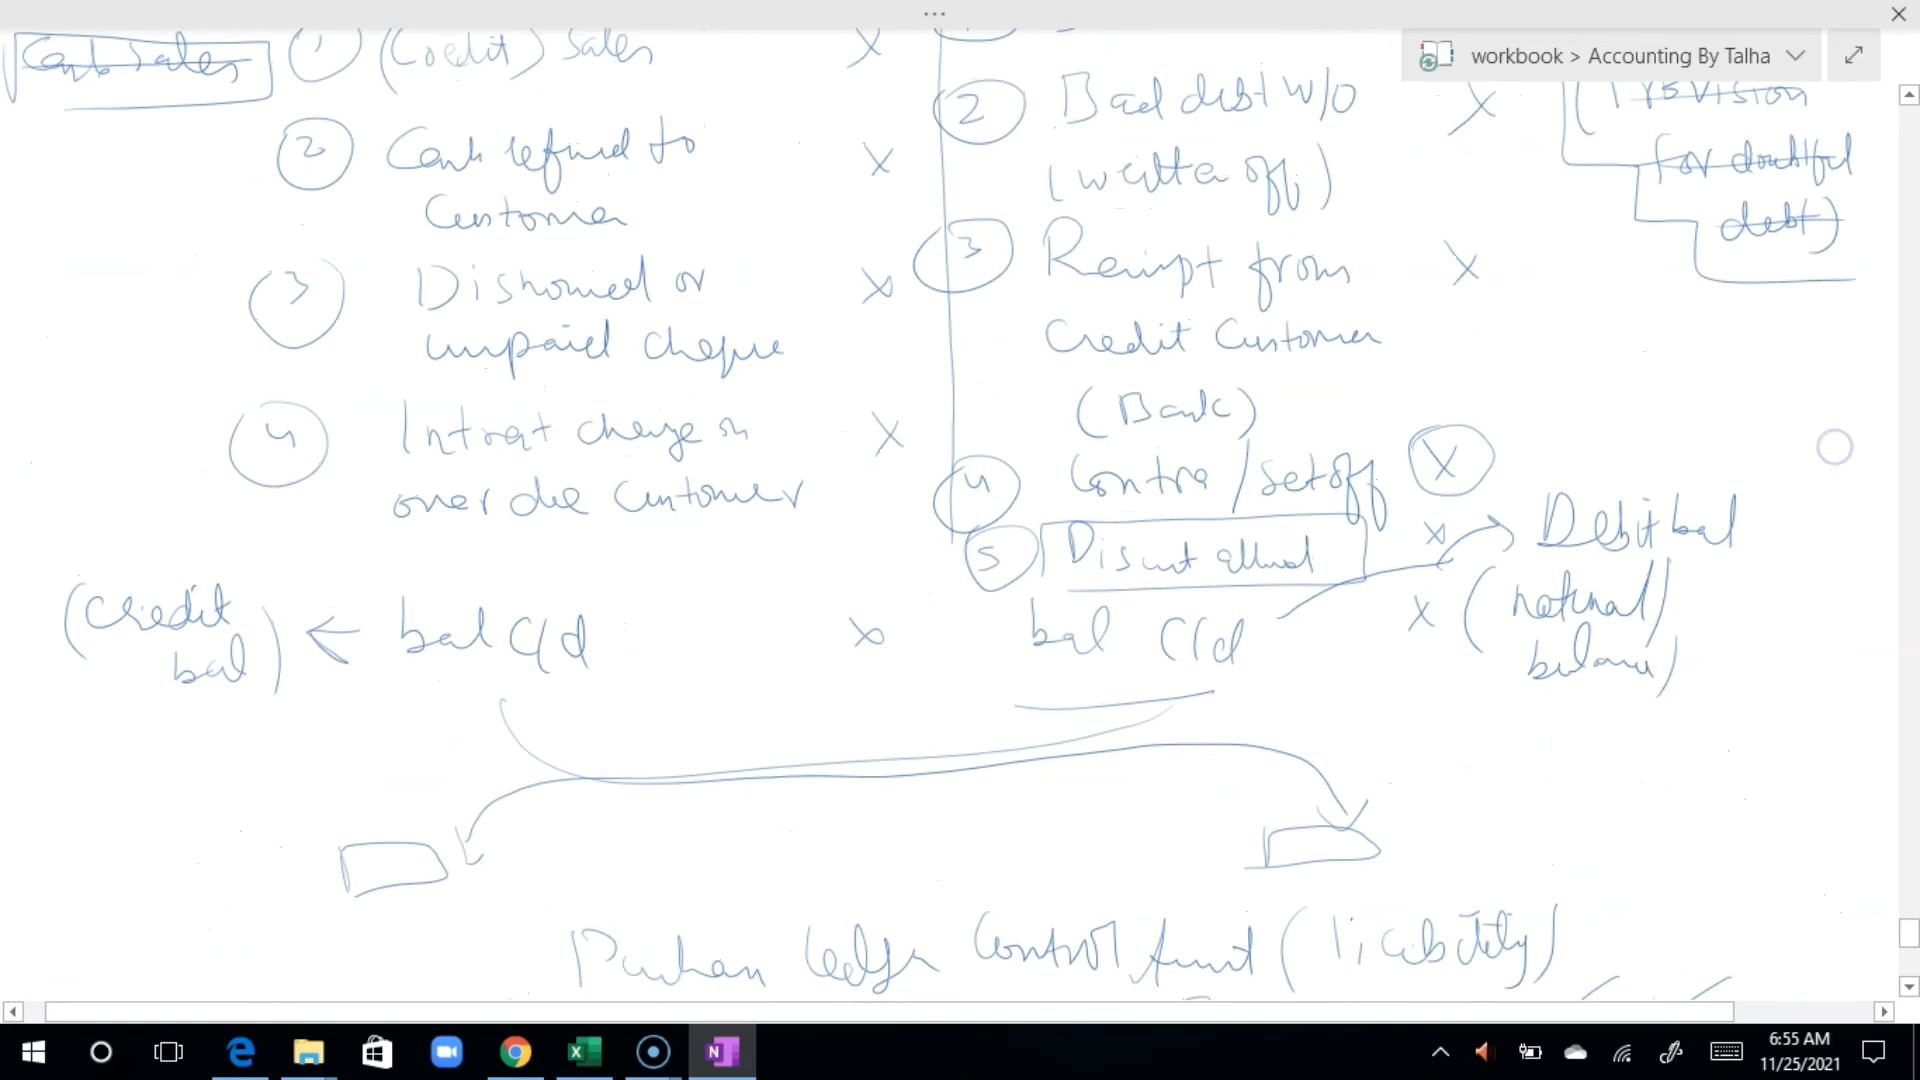 workbook > Accounting By Talha
Cash Sales
1 (Credit) Sales X
2 Cash refund to X
Customer
3 Dishonoured or X
unpaid cheque
4 Interest charge on X
over due Customer
(credit
bal) ← bal C/d X
2 Bad debt w/o X
(written off)
3 Receipt from X
Credit Customer
(Bank)
4 Contra / Set off X
5 Discount allowed X
bal C/d X
(Provision
for doubtful
debt)
Debit bal
(natural
balance)
Purchase Ledger Control Account (liability)
6:55 AM
11/25/2021